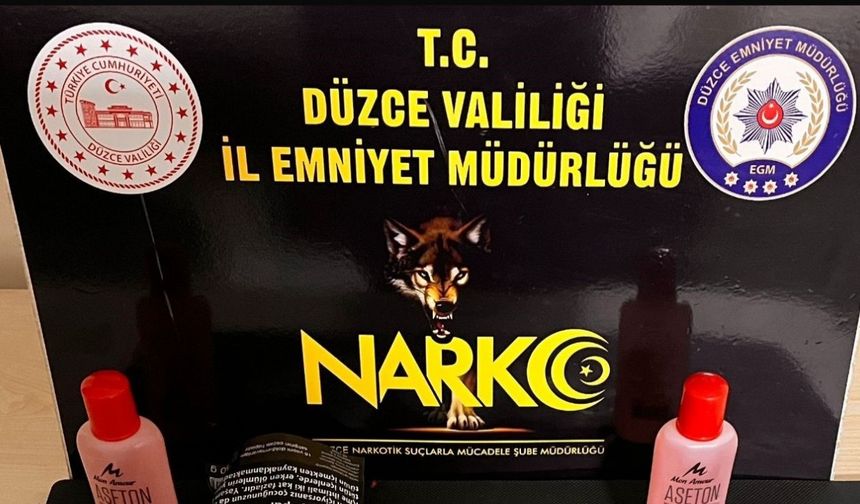 T.C.
DÜZCE VALİLİĞİ
İL EMNİYET MÜDÜRLÜĞÜ
TÜRKİYE CUMHURİYETİ
DÜZCE VALİLİĞİ
DÜZCE EMNİYET MÜDÜRLÜĞÜ
EGM
NARKO
NARKOTİK SUÇLARLA MÜCADELE ŞUBE MÜDÜRLÜĞÜ
M
Mon Amour
ASETON
M
Mon Amour
ASETON